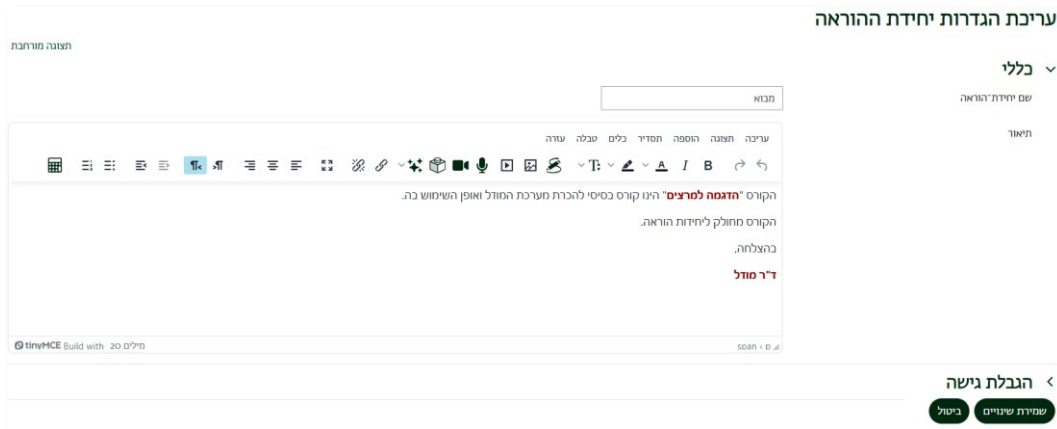 עריכת הגדרות יחידת ההוראה
תצוגה מורחבת
כללי
שם יחידת־הוראה
מבוא
תיאור
עריכה תצוגה הוספה תסדיר כלים טבלה עזרה
הקורס "הדגמה למרצים" הינו קורס בסיסי להכרת מערכת המודל ואופן השימוש בה.
הקורס מחולק ליחידות הוראה.
בהצלחה,
ד"ר מודל
span › p
20 מילים Build with tinyMCE
הגבלת גישה
שמירת שינויים ביטול